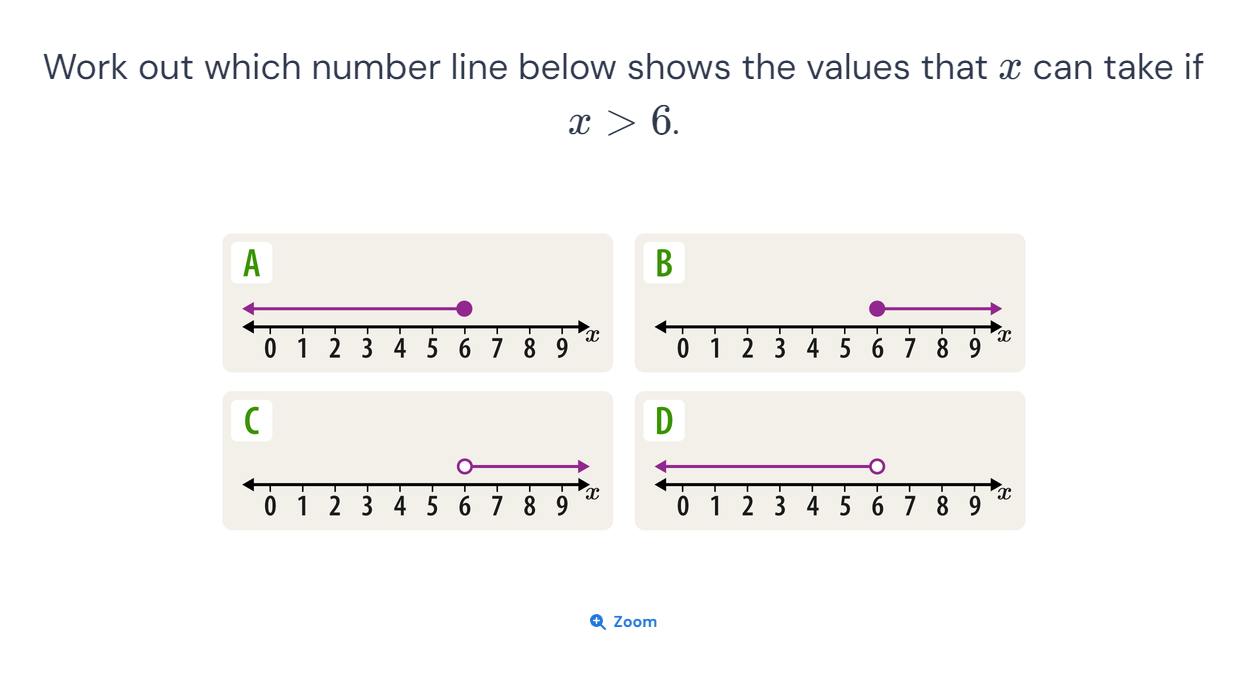 Work out which number line below shows the values that x can take if
x > 6.
A
B
0 1 2 3 4 5 6 7 8 9 x
0 1 2 3 4 5 6 7 8 9 x
C
D
0 1 2 3 4 5 6 7 8 9 x
0 1 2 3 4 5 6 7 8 9 x
Zoom